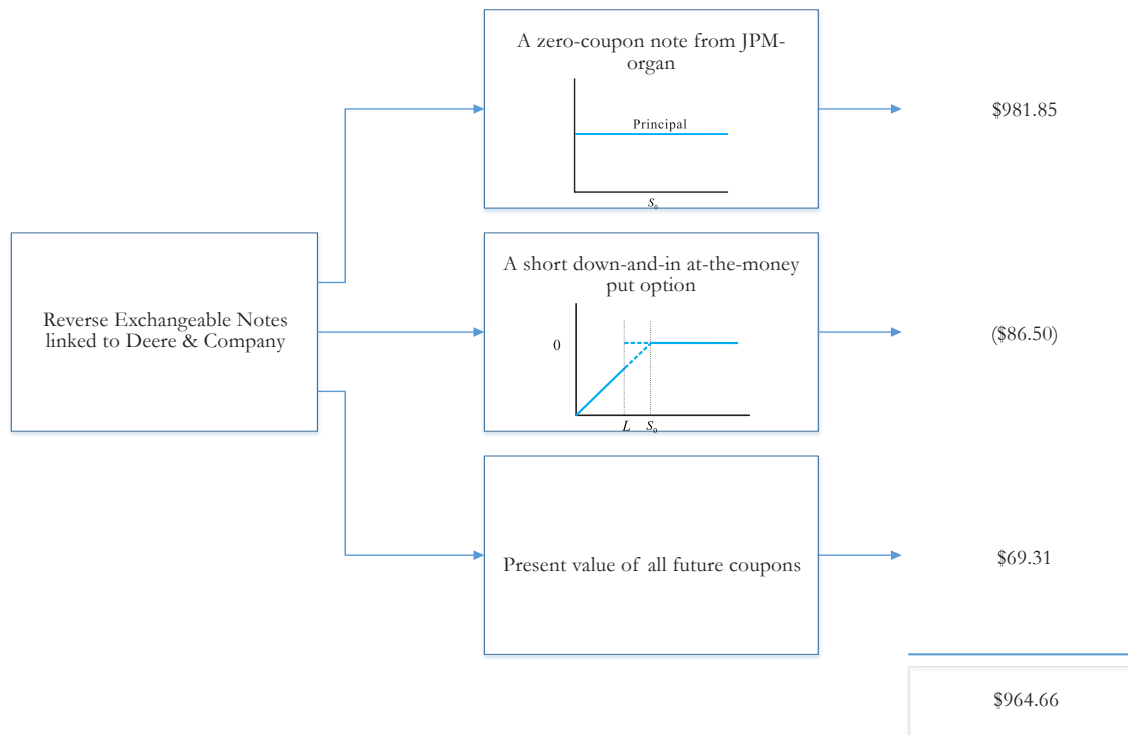 A zero-coupon note from JPM-
organ
Principal
S₀
$981.85
Reverse Exchangeable Notes
linked to Deere & Company
A short down-and-in at-the-money
put option
0
L
S₀
($86.50)
Present value of all future coupons
$69.31
$964.66